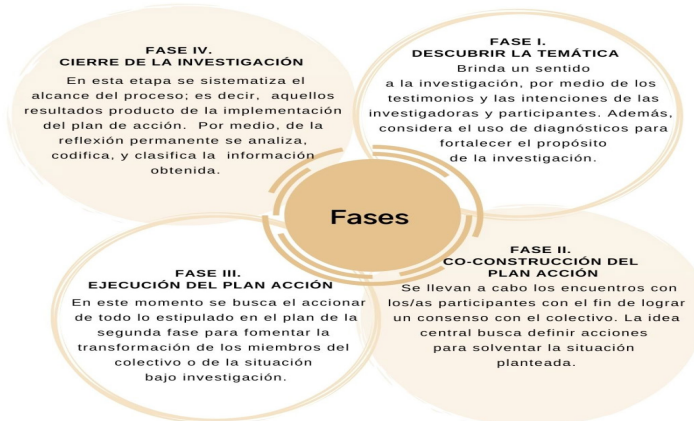 FASE IV.
CIERRE DE LA INVESTIGACIÓN
En esta etapa se sistematiza el
alcance del proceso; es decir, aquellos
resultados producto de la implementación
del plan de acción. Por medio, de la
reflexión permanente se analiza,
codifica, y clasifica la información
obtenida.
FASE I.
DESCUBRIR LA TEMÁTICA
Brinda un sentido
a la investigación, por medio de los
testimonios y las intenciones de las
investigadoras y participantes. Además,
considera el uso de diagnósticos para
fortalecer el propósito
de la investigación.
Fases
FASE III.
EJECUCIÓN DEL PLAN ACCIÓN
En este momento se busca el accionar
de todo lo estipulado en el plan de la
segunda fase para fomentar la
transformación de los miembros del
colectivo o de la situación
bajo investigación.
FASE II.
CO-CONSTRUCCIÓN DEL
PLAN ACCIÓN
Se llevan a cabo los encuentros con
los/as participantes con el fin de lograr
un consenso con el colectivo. La idea
central busca definir acciones
para solventar la situación
planteada.